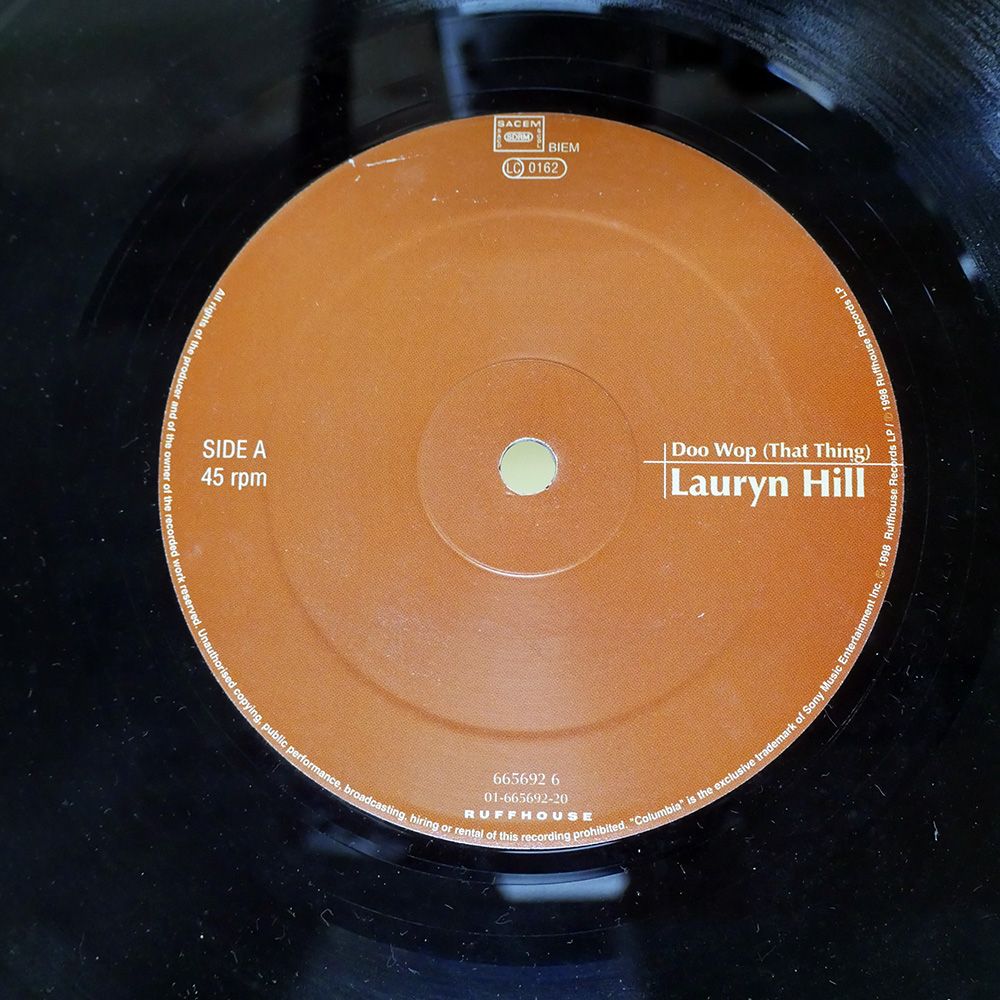 SACEM
SACD
SDRM
SGDL
BIEM
LC 0162
SIDE A
45 rpm
Doo Wop (That Thing)
Lauryn Hill
665692 6
01-665692-20
RUFFHOUSE
All rights of the producer and of the owner of the recorded work reserved. Unauthorised copying, public performance, broadcasting, hiring or rental of this recording prohibited. "Columbia" is the exclusive trademark of Sony Music Entertainment Inc. © 1998 Ruffhouse Records LP / ℗ 1998 Ruffhouse Records LP